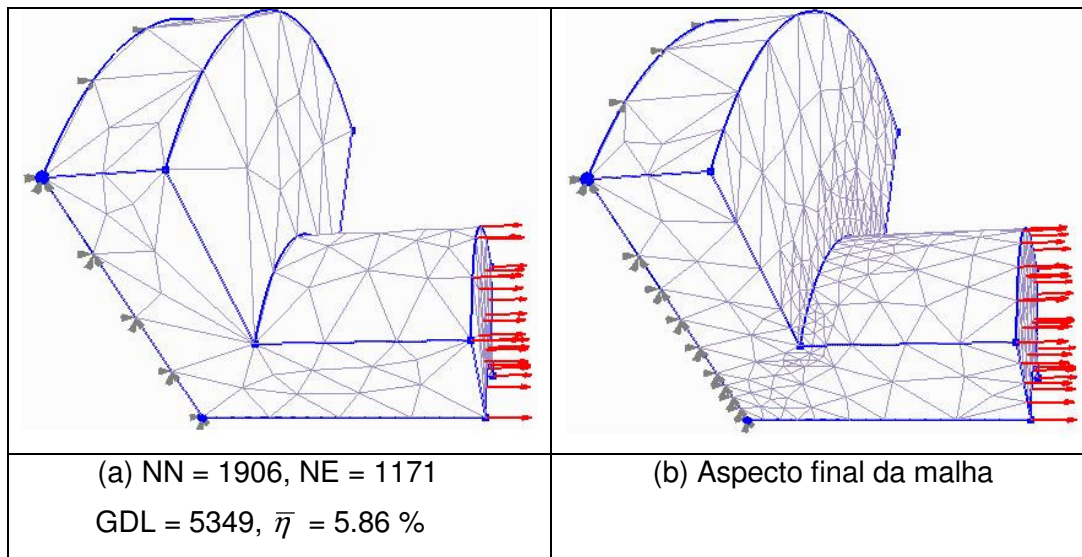 (a) NN = 1906, NE = 1171
GDL = 5349, η̅ = 5.86 %
(b) Aspecto final da malha